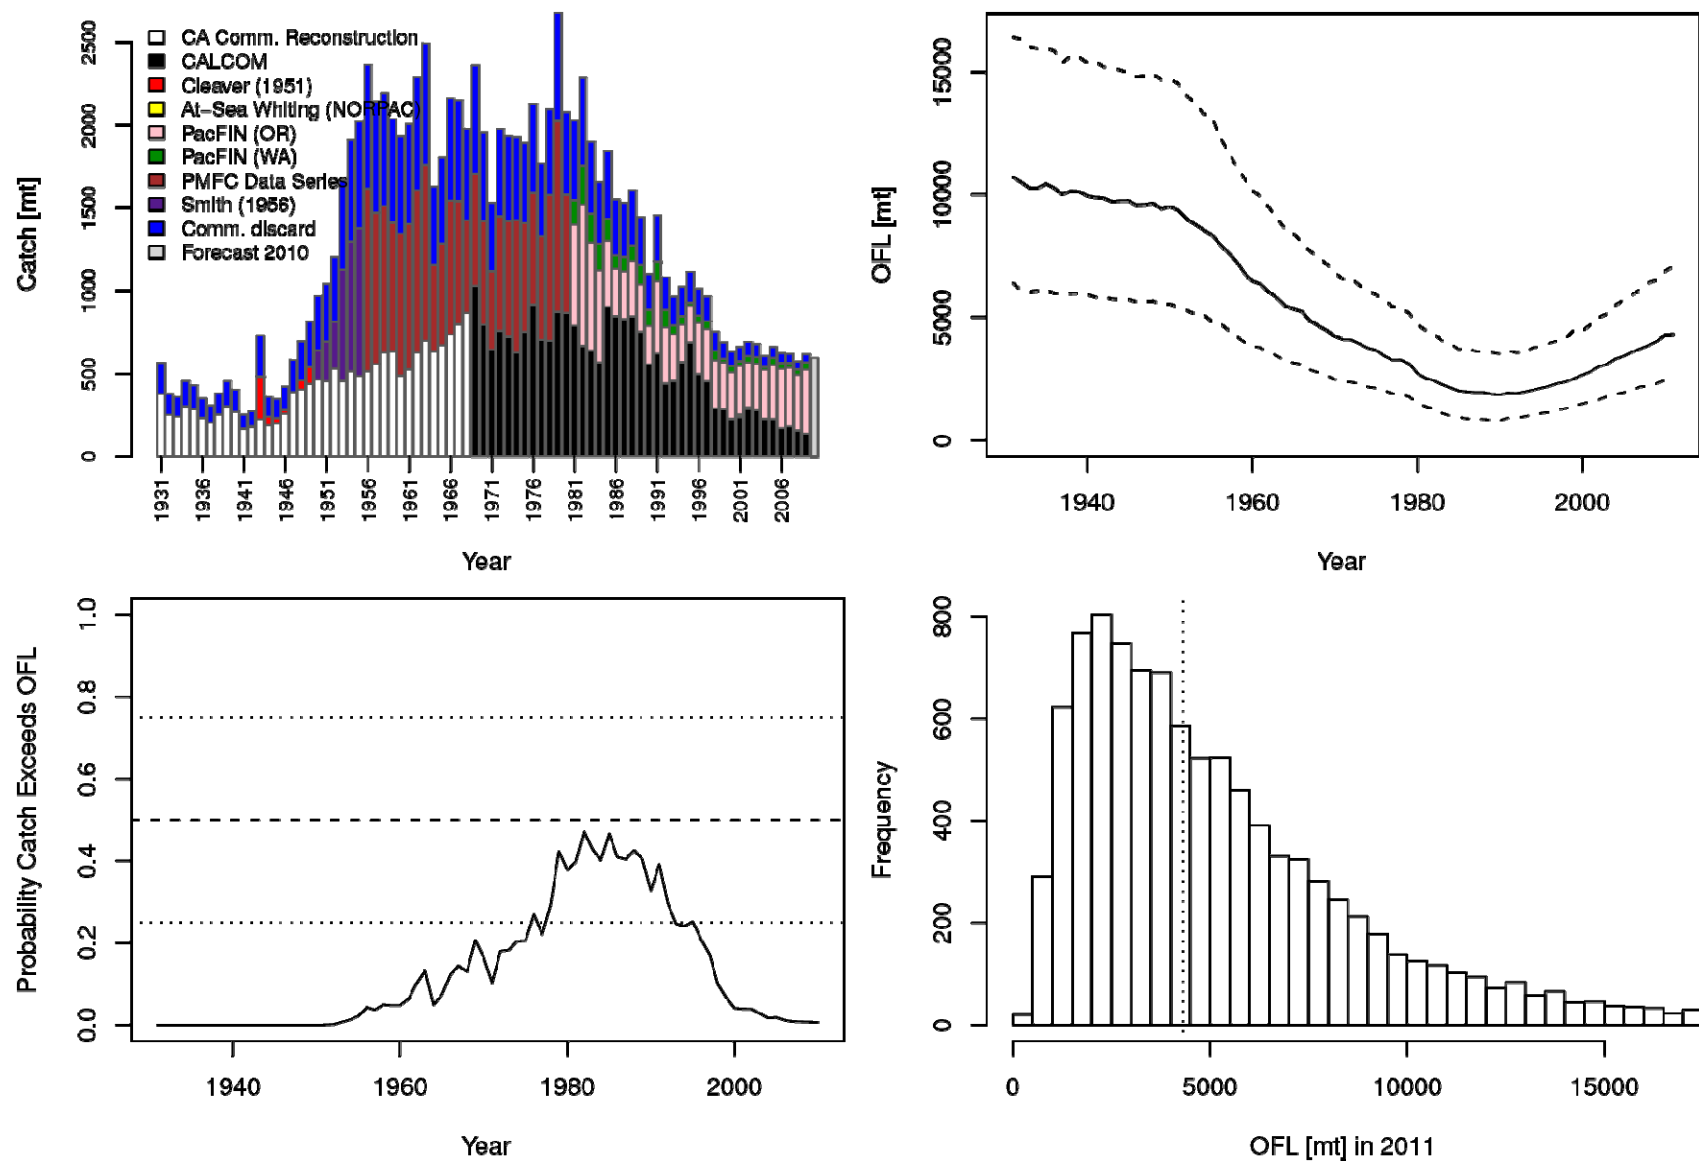 CA Comm. Reconstruction
CALCOM
Cleaver (1951)
At-Sea Whiting (NORPAC)
PacFIN (OR)
PacFIN (WA)
PMFC Data Series
Smith (1956)
Comm. discard
Forecast 2010
Catch [mt]
0 500 1000 1500 2000 2500
1931 1936 1941 1946 1951 1956 1961 1966 1971 1976 1981 1986 1991 1996 2001 2006
Year
OFL [mt]
0 5000 10000 15000
1940 1960 1980 2000
Year
Probability Catch Exceeds OFL
0.0 0.2 0.4 0.6 0.8 1.0
1940 1960 1980 2000
Year
Frequency
0 200 400 600 800
0 5000 10000 15000
OFL [mt] in 2011